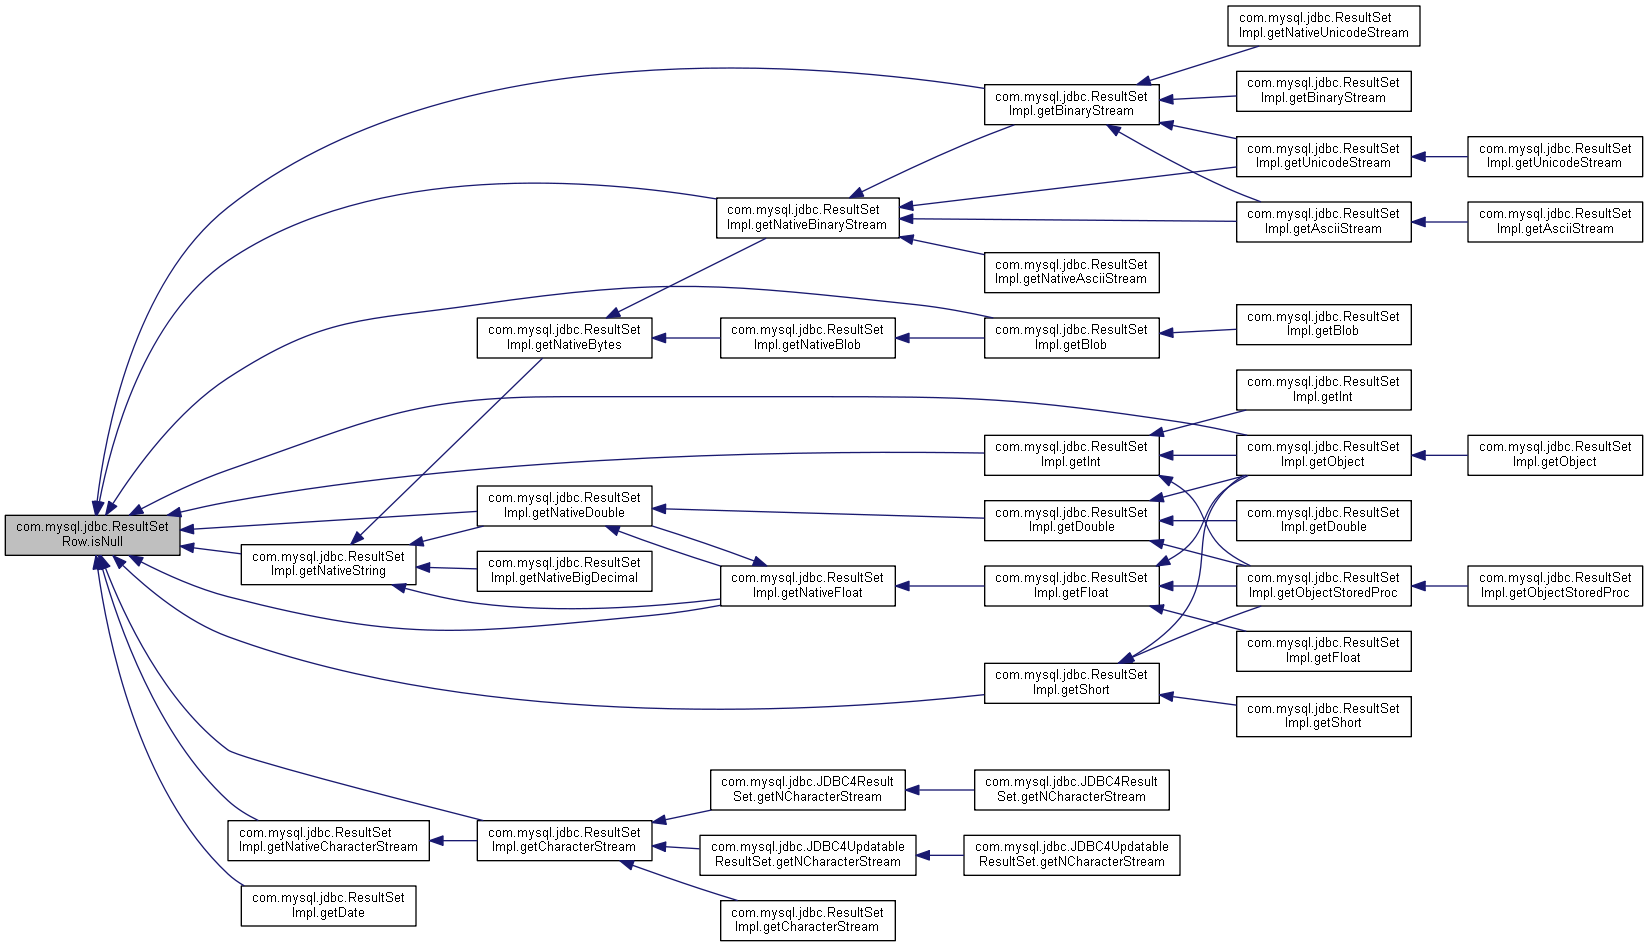 com.mysql.jdbc.ResultSet
Impl.getNativeUnicodeStream
com.mysql.jdbc.ResultSet
Impl.getBinaryStream
com.mysql.jdbc.ResultSet
Impl.getBinaryStream
com.mysql.jdbc.ResultSet
Impl.getUnicodeStream
com.mysql.jdbc.ResultSet
Impl.getUnicodeStream
com.mysql.jdbc.ResultSet
Impl.getNativeBinaryStream
com.mysql.jdbc.ResultSet
Impl.getAsciiStream
com.mysql.jdbc.ResultSet
Impl.getAsciiStream
com.mysql.jdbc.ResultSet
Impl.getNativeAsciiStream
com.mysql.jdbc.ResultSet
Impl.getNativeBytes
com.mysql.jdbc.ResultSet
Impl.getNativeBlob
com.mysql.jdbc.ResultSet
Impl.getBlob
com.mysql.jdbc.ResultSet
Impl.getBlob
com.mysql.jdbc.ResultSet
Impl.getInt
com.mysql.jdbc.ResultSet
Impl.getInt
com.mysql.jdbc.ResultSet
Impl.getObject
com.mysql.jdbc.ResultSet
Impl.getObject
com.mysql.jdbc.ResultSet
Row.isNull
com.mysql.jdbc.ResultSet
Impl.getNativeDouble
com.mysql.jdbc.ResultSet
Impl.getDouble
com.mysql.jdbc.ResultSet
Impl.getDouble
com.mysql.jdbc.ResultSet
Impl.getNativeString
com.mysql.jdbc.ResultSet
Impl.getNativeBigDecimal
com.mysql.jdbc.ResultSet
Impl.getNativeFloat
com.mysql.jdbc.ResultSet
Impl.getFloat
com.mysql.jdbc.ResultSet
Impl.getObjectStoredProc
com.mysql.jdbc.ResultSet
Impl.getObjectStoredProc
com.mysql.jdbc.ResultSet
Impl.getFloat
com.mysql.jdbc.ResultSet
Impl.getShort
com.mysql.jdbc.ResultSet
Impl.getShort
com.mysql.jdbc.JDBC4Result
Set.getNCharacterStream
com.mysql.jdbc.JDBC4Result
Set.getNCharacterStream
com.mysql.jdbc.ResultSet
Impl.getNativeCharacterStream
com.mysql.jdbc.ResultSet
Impl.getCharacterStream
com.mysql.jdbc.JDBC4Updatable
ResultSet.getNCharacterStream
com.mysql.jdbc.JDBC4Updatable
ResultSet.getNCharacterStream
com.mysql.jdbc.ResultSet
Impl.getDate
com.mysql.jdbc.ResultSet
Impl.getCharacterStream